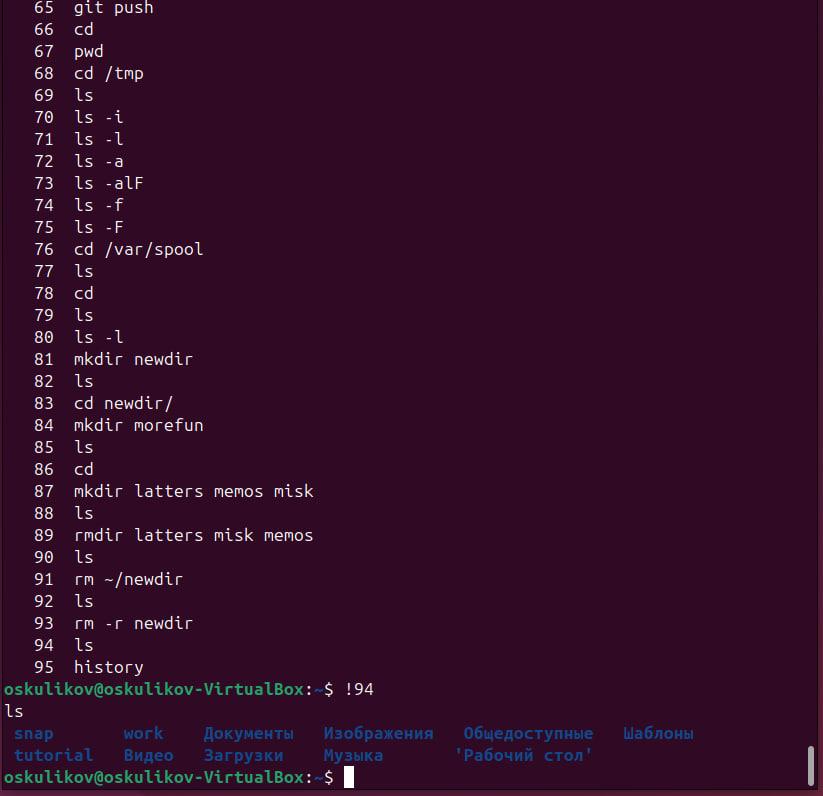 65 git push
66 cd
67 pwd
68 cd /tmp
69 ls
70 ls -i
71 ls -l
72 ls -a
73 ls -alF
74 ls -f
75 ls -F
76 cd /var/spool
77 ls
78 cd
79 ls
80 ls -l
81 mkdir newdir
82 ls
83 cd newdir/
84 mkdir morefun
85 ls
86 cd
87 mkdir latters memos misk
88 ls
89 rmdir latters misk memos
90 ls
91 rm ~/newdir
92 ls
93 rm -r newdir
94 ls
95 history
oskulikov@oskulikov-VirtualBox:~$ !94
ls
snap work Документы Изображения Общедоступные Шаблоны
tutorial Видео Загрузки Музыка 'Рабочий стол'
oskulikov@oskulikov-VirtualBox:~$